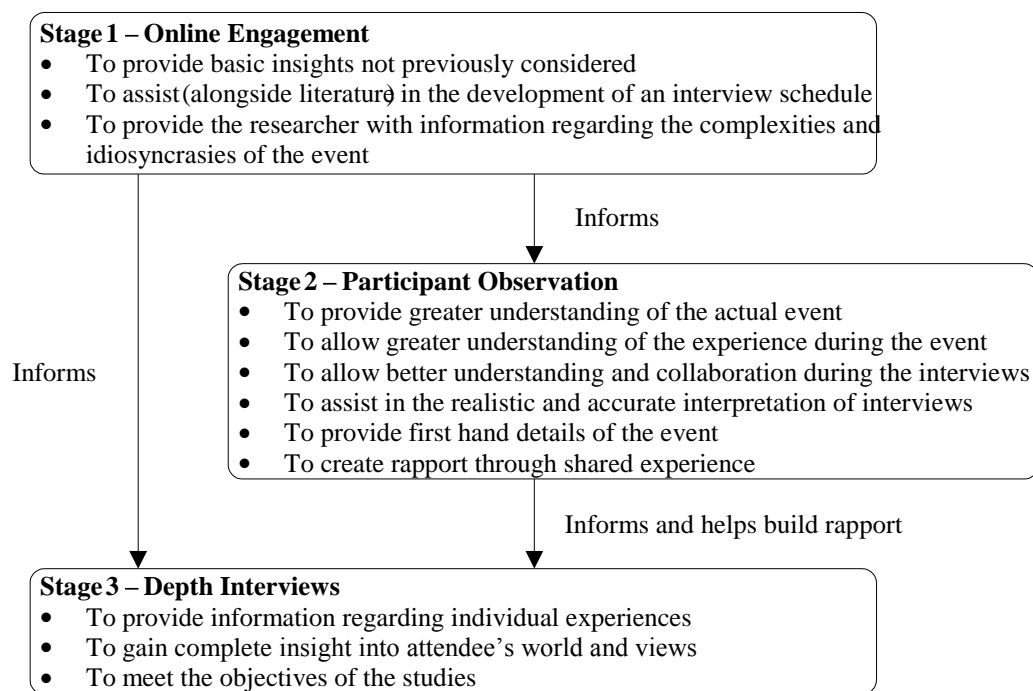 Stage 1 – Online Engagement
• To provide basic insights not previously considered
• To assist (alongside literature) in the development of an interview schedule
• To provide the researcher with information regarding the complexities and
idiosyncrasies of the event
Informs
Stage 2 – Participant Observation
• To provide greater understanding of the actual event
• To allow greater understanding of the experience during the event
• To allow better understanding and collaboration during the interviews
• To assist in the realistic and accurate interpretation of interviews
• To provide first hand details of the event
• To create rapport through shared experience
Informs
Informs and helps build rapport
Stage 3 – Depth Interviews
• To provide information regarding individual experiences
• To gain complete insight into attendee’s world and views
• To meet the objectives of the studies